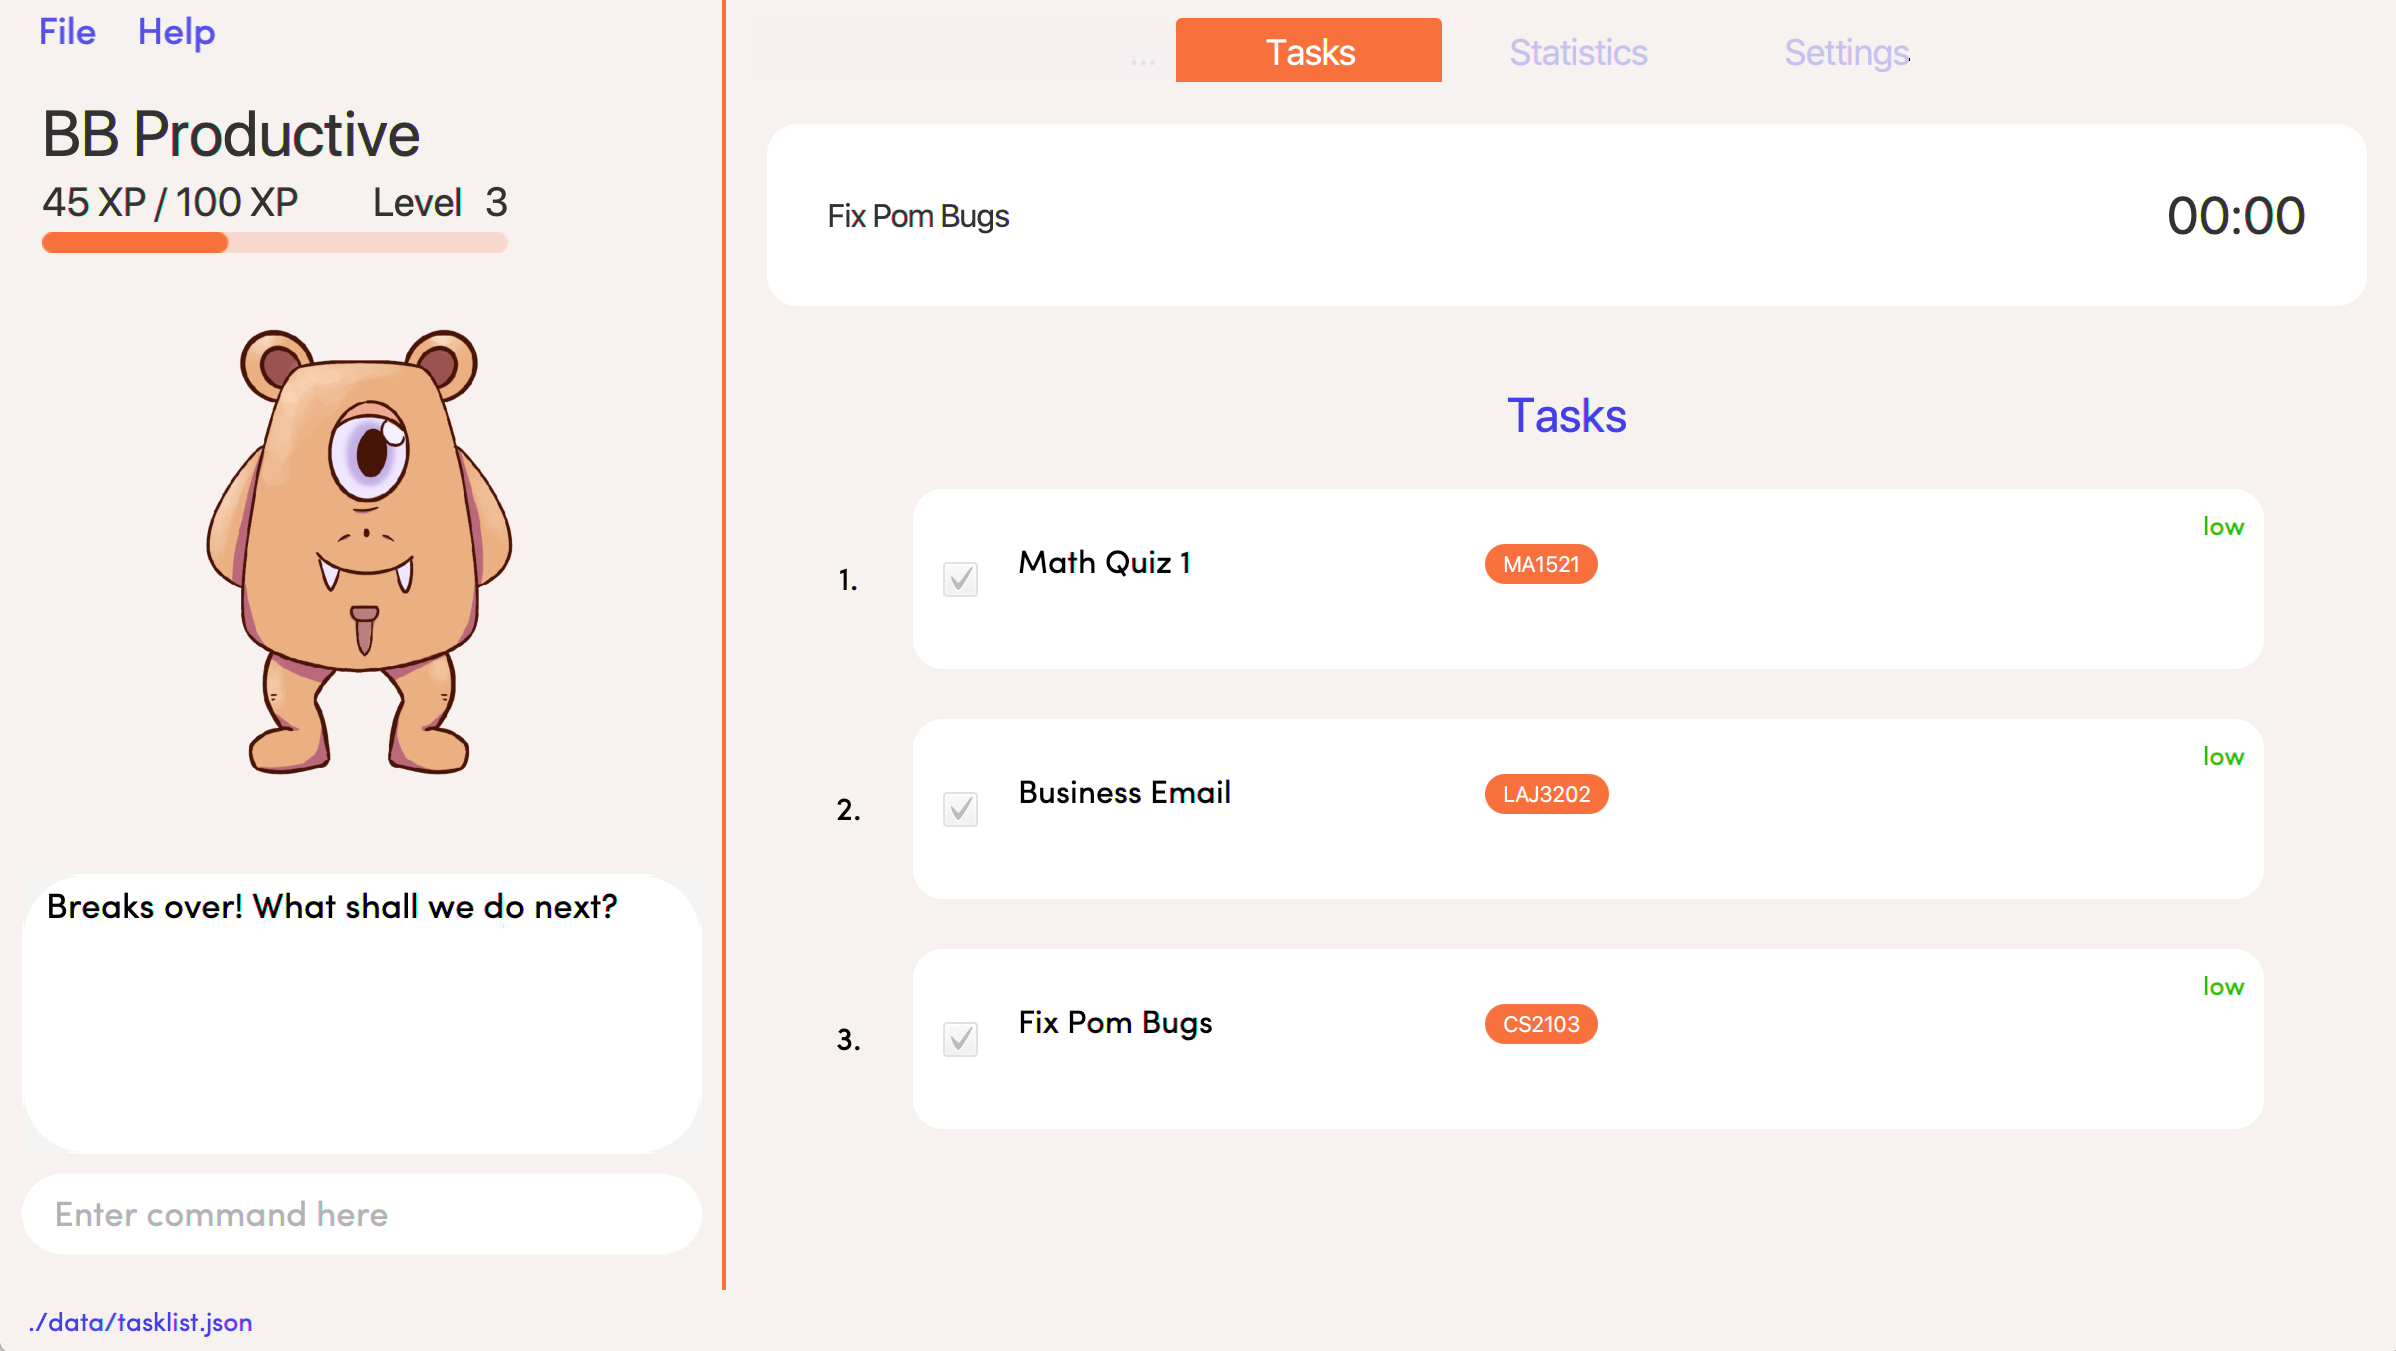 File Help
BB Productive
45 XP / 100 XP Level 3
Breaks over! What shall we do next?
Enter command here
./data/tasklist.json
... Tasks Statistics Settings
Fix Pom Bugs 00:00
Tasks
low
1. Math Quiz 1 MA1521
low
2. Business Email LAJ3202
low
3. Fix Pom Bugs CS2103